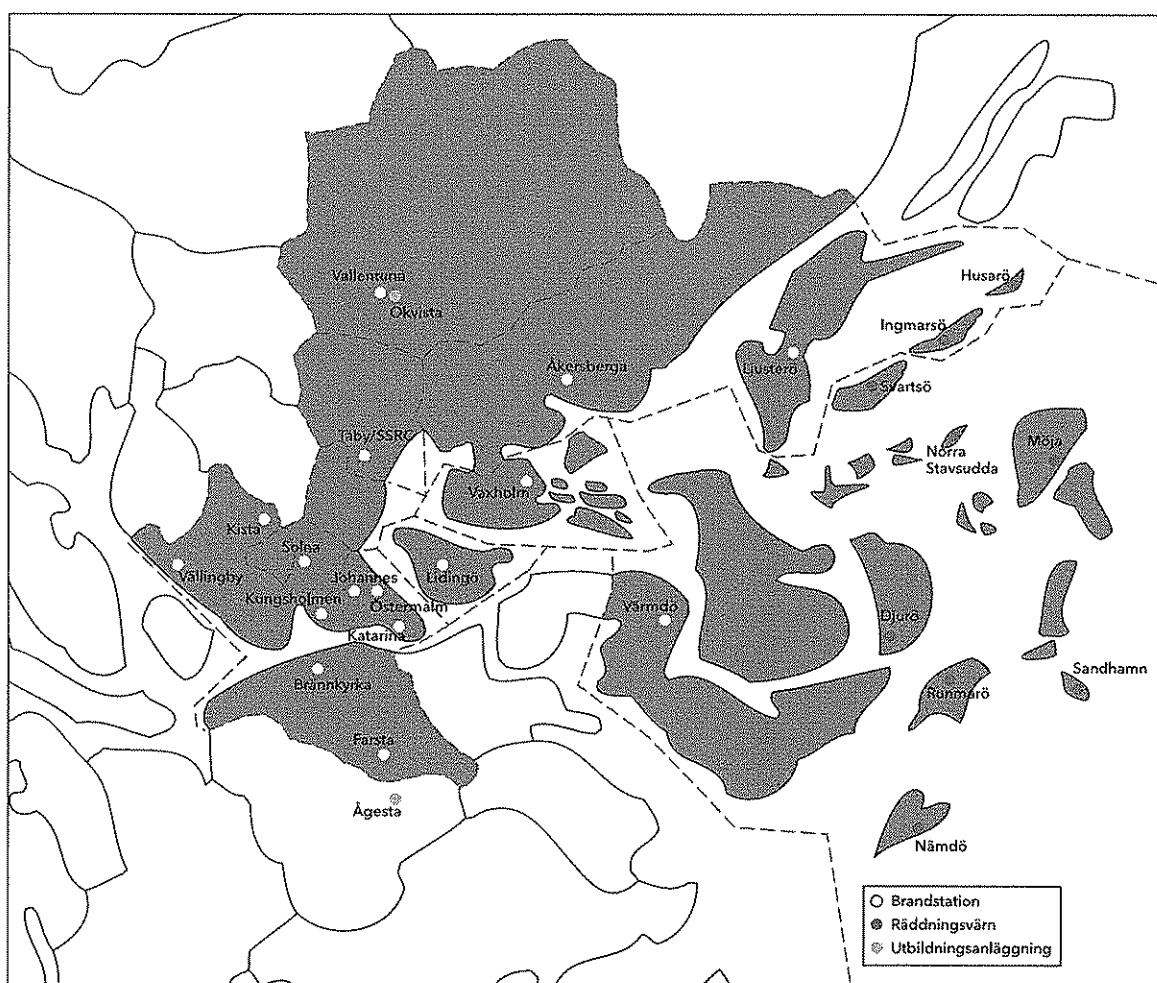 Vallentuna
Okvista
Husarö
Ingmarsö
Åkersberga
Ljusterö
Svartsö
Täby/SSRC
Norra
Stavsudda
Möja
Vaxholm
Kista
Solna
Vällingby
Johannes
Lidingö
Kungsholmen
Östermalm
Värmdö
Djurö
Katarina
Brännkyrka
Sandhamn
Runmarö
Farsta
Ågesta
Nämdö
Brandstation
Räddningsvärn
Utbildningsanläggning